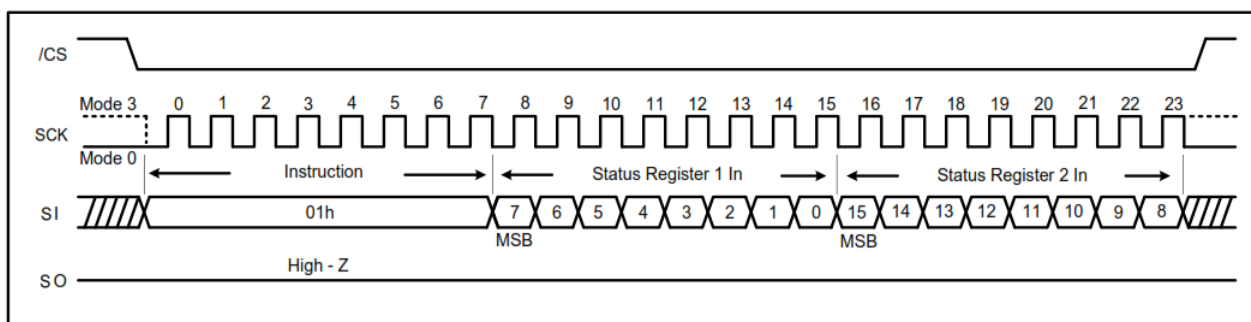 /CS
Mode 3 0 1 2 3 4 5 6 7 8 9 10 11 12 13 14 15 16 17 18 19 20 21 22 23
SCK
Mode 0
Instruction Status Register 1 In Status Register 2 In
SI 01h 7 6 5 4 3 2 1 0 15 14 13 12 11 10 9 8
MSB MSB
High - Z
SO